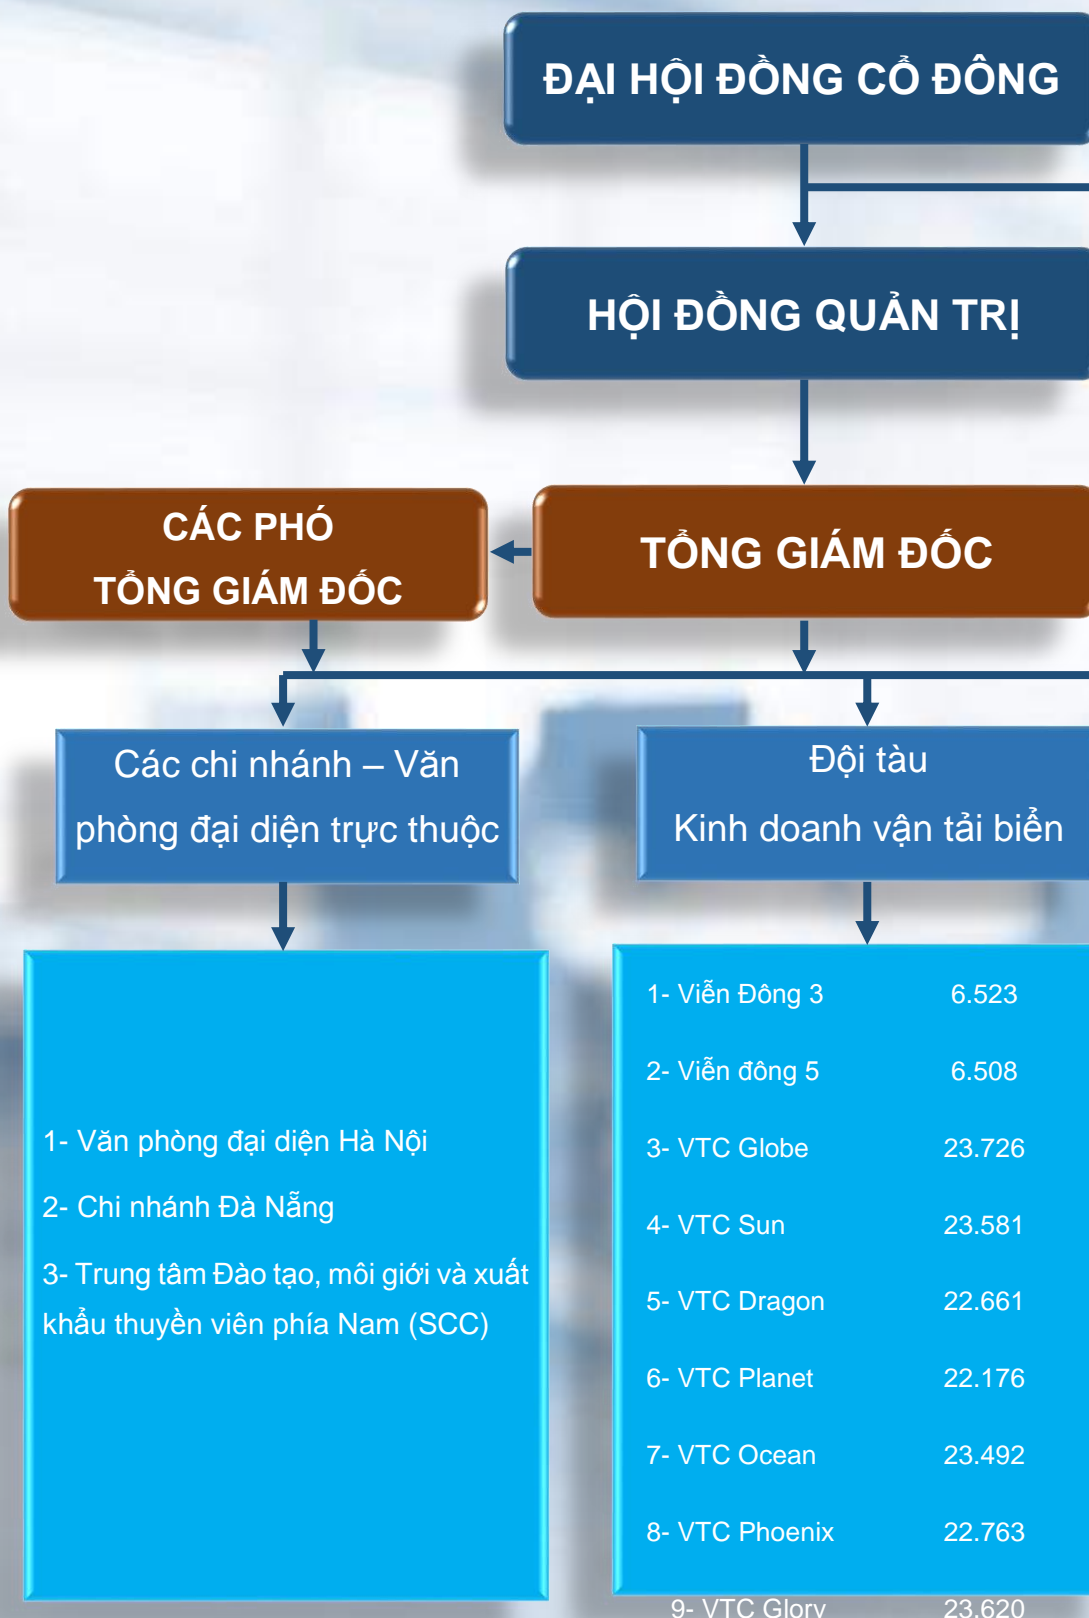 ĐẠI HỘI ĐỒNG CỔ ĐÔNG
HỘI ĐỒNG QUẢN TRỊ
CÁC PHÓ
TỔNG GIÁM ĐỐC
TỔNG GIÁM ĐỐC
Các chi nhánh – Văn
phòng đại diện trực thuộc
Đội tàu
Kinh doanh vận tải biển
1- Văn phòng đại diện Hà Nội
2- Chi nhánh Đà Nẵng
3- Trung tâm Đào tạo, môi giới và xuất
khẩu thuyền viên phía Nam (SCC)
1- Viễn Đông 3 6.523
2- Viễn đông 5 6.508
3- VTC Globe 23.726
4- VTC Sun 23.581
5- VTC Dragon 22.661
6- VTC Planet 22.176
7- VTC Ocean 23.492
8- VTC Phoenix 22.763
9- VTC Glory 23.620